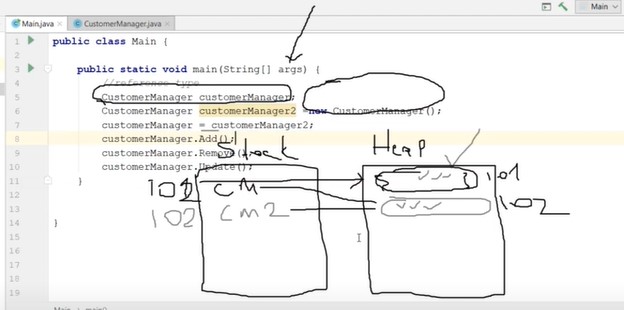 Main
Main.java
CustomerManager.java
1
public class Main {
2
3
public static void main(String[] args) {
4
//reference type
5
CustomerManager customerManager;
6
CustomerManager customerManager2 =new CustomerManager();
7
customerManager = customerManager2;
8
customerManager.Add();
9
customerManager.Remove();
10
customerManager.Update();
11
}
12
13
14
}
15
16
17
18
19
Stack
Heap
101
CM
101
102
CM2
102
Main
main()